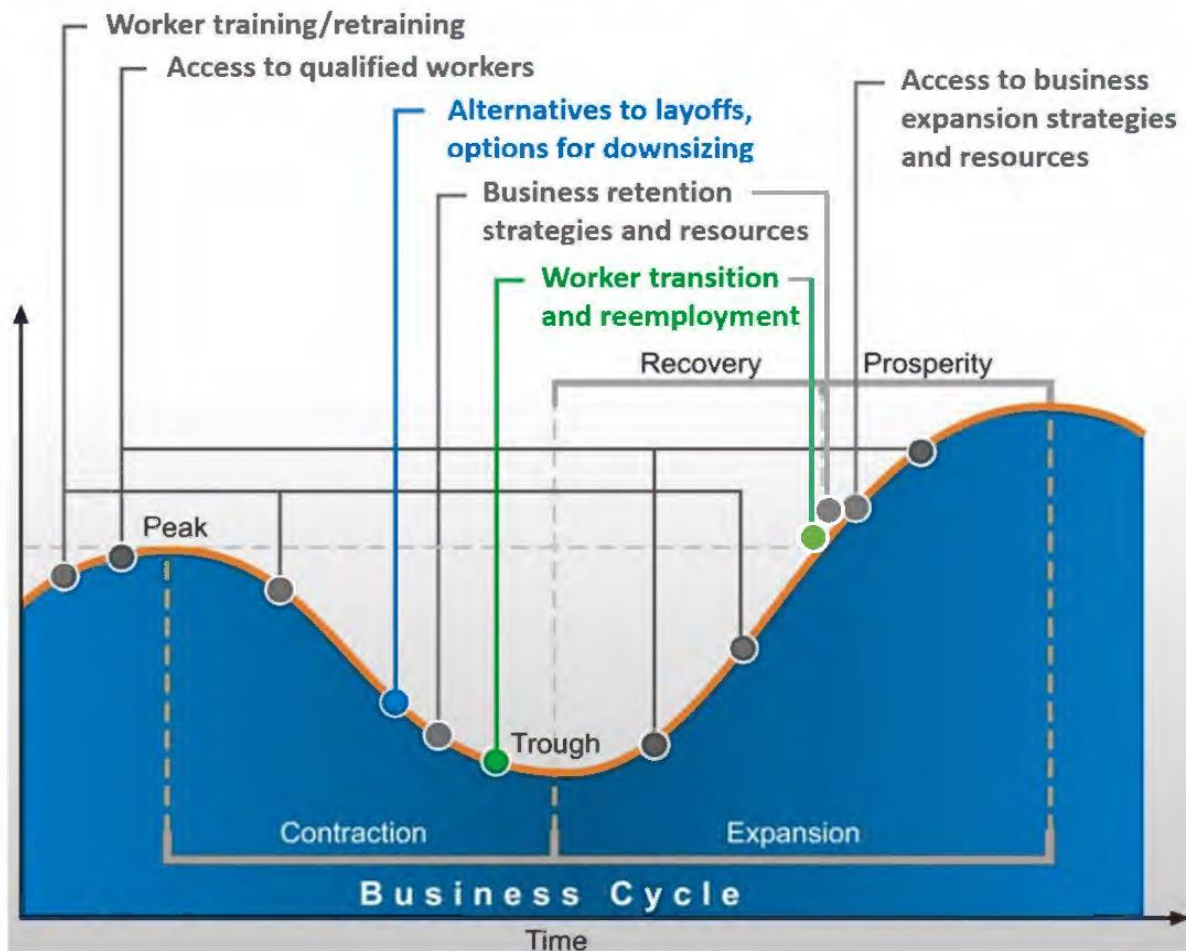 Worker training/retraining
Access to qualified workers
Alternatives to layoffs,
options for downsizing
Access to business
expansion strategies
and resources
Business retention
strategies and resources
Worker transition
and reemployment
Recovery
Prosperity
Peak
Trough
Contraction
Expansion
Business Cycle
Time